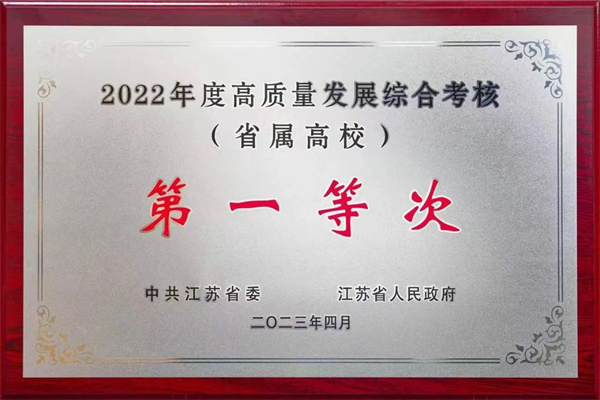 2022年度高质量发展综合考核
（省属高校）
第一等次
中共江苏省委 江苏省人民政府
二〇二三年四月